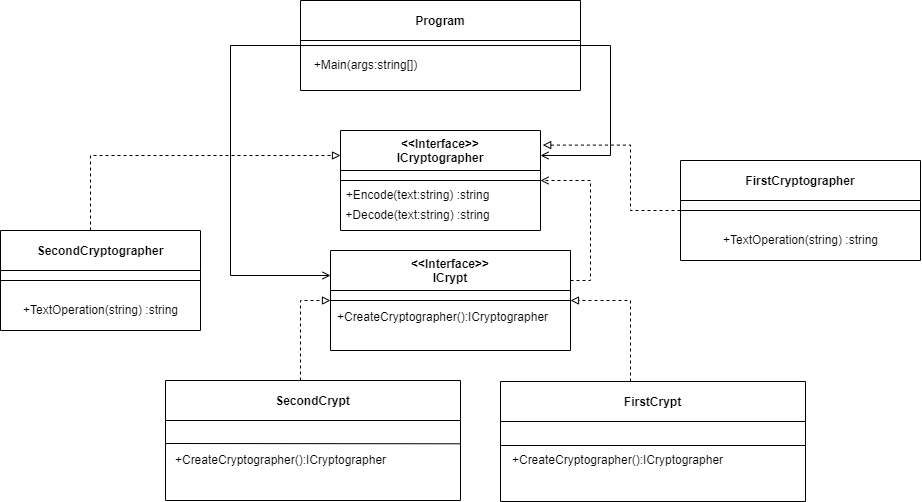 Program
+Main(args:string[])
<<Interface>>
ICryptographer
+Encode(text:string) :string
+Decode(text:string) :string
FirstCryptographer
+TextOperation(string) :string
SecondCryptographer
+TextOperation(string) :string
<<Interface>>
ICrypt
+CreateCryptographer():ICryptographer
SecondCrypt
+CreateCryptographer():ICryptographer
FirstCrypt
+CreateCryptographer():ICryptographer